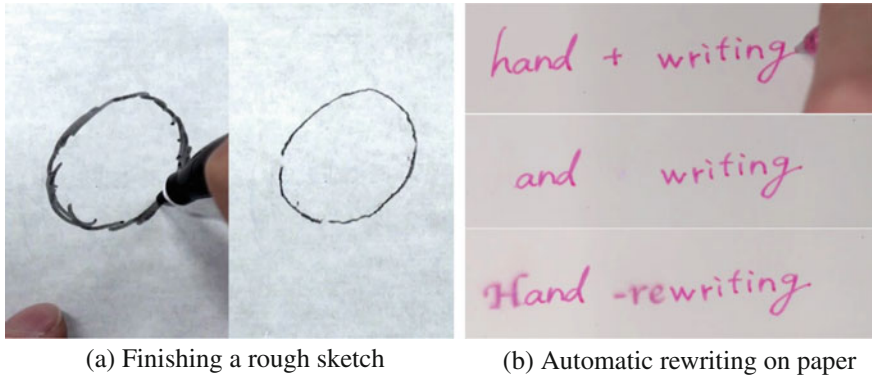 hand + writing
and writing
Hand -rewriting
(a) Finishing a rough sketch
(b) Automatic rewriting on paper